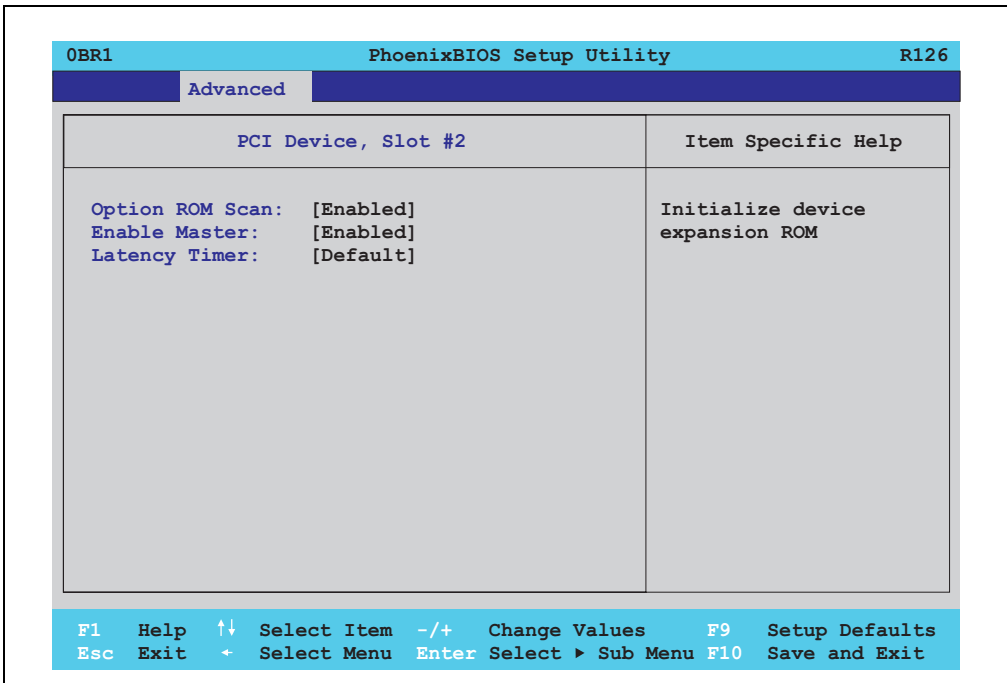 0BR1 PhoenixBIOS Setup Utility R126
Advanced
PCI Device, Slot #2
Item Specific Help
Option ROM Scan: [Enabled]
Enable Master: [Enabled]
Latency Timer: [Default]
Initialize device
expansion ROM
F1 Help ↑↓ Select Item -/+ Change Values F9 Setup Defaults
Esc Exit ← Select Menu Enter Select ▶ Sub Menu F10 Save and Exit